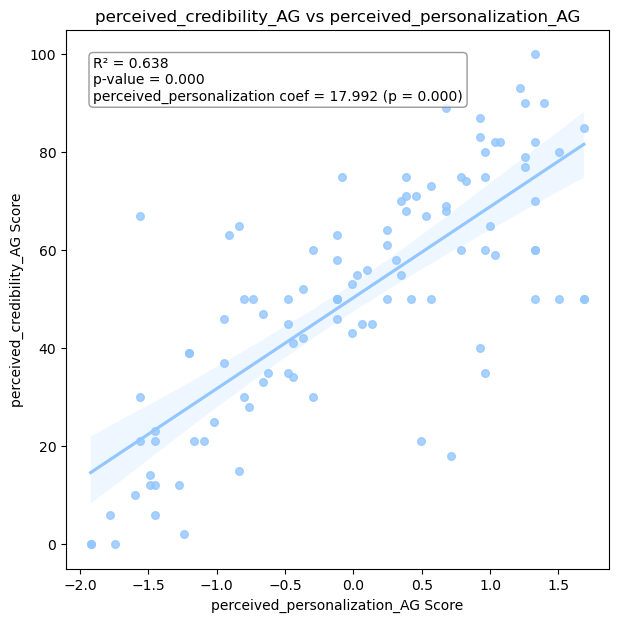 perceived_credibility_AG vs perceived_personalization_AG
R² = 0.638
p-value = 0.000
perceived_personalization coef = 17.992 (p = 0.000)
perceived_credibility_AG Score
100
80
60
40
20
0
−2.0 −1.5 −1.0 −0.5 0.0 0.5 1.0 1.5
perceived_personalization_AG Score